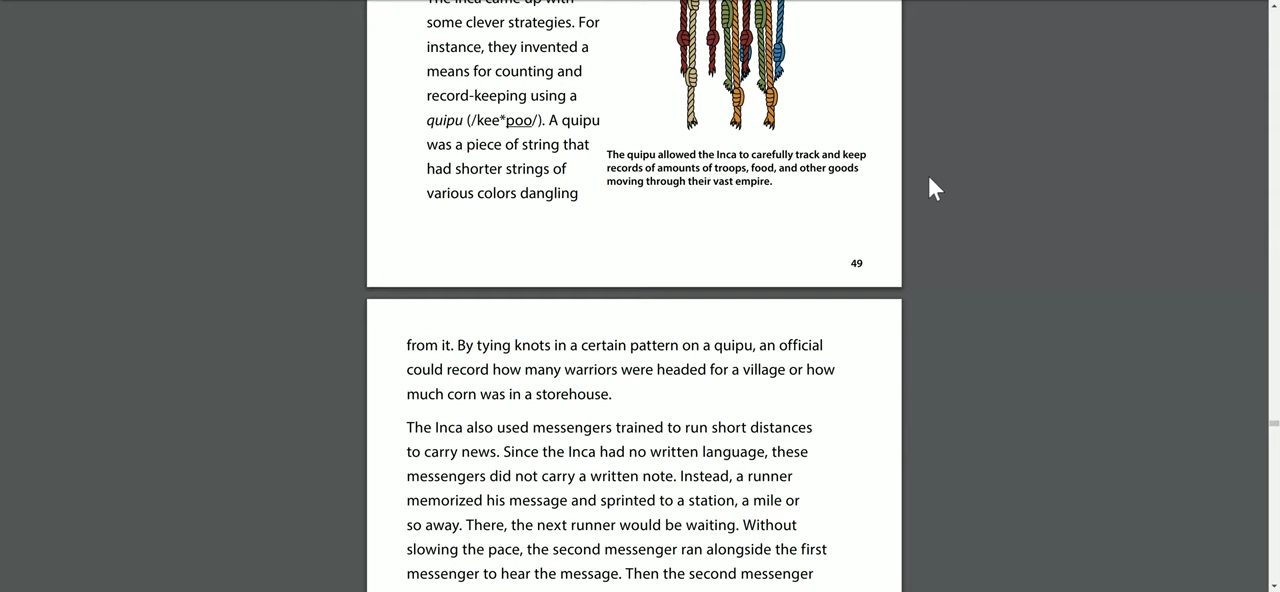 The Inca came up with
some clever strategies. For
instance, they invented a
means for counting and
record-keeping using a
quipu (/kee*poo/). A quipu
was a piece of string that
had shorter strings of
various colors dangling
The quipu allowed the Inca to carefully track and keep
records of amounts of troops, food, and other goods
moving through their vast empire.
49
from it. By tying knots in a certain pattern on a quipu, an official
could record how many warriors were headed for a village or how
much corn was in a storehouse.
The Inca also used messengers trained to run short distances
to carry news. Since the Inca had no written language, these
messengers did not carry a written note. Instead, a runner
memorized his message and sprinted to a station, a mile or
so away. There, the next runner would be waiting. Without
slowing the pace, the second messenger ran alongside the first
messenger to hear the message. Then the second messenger